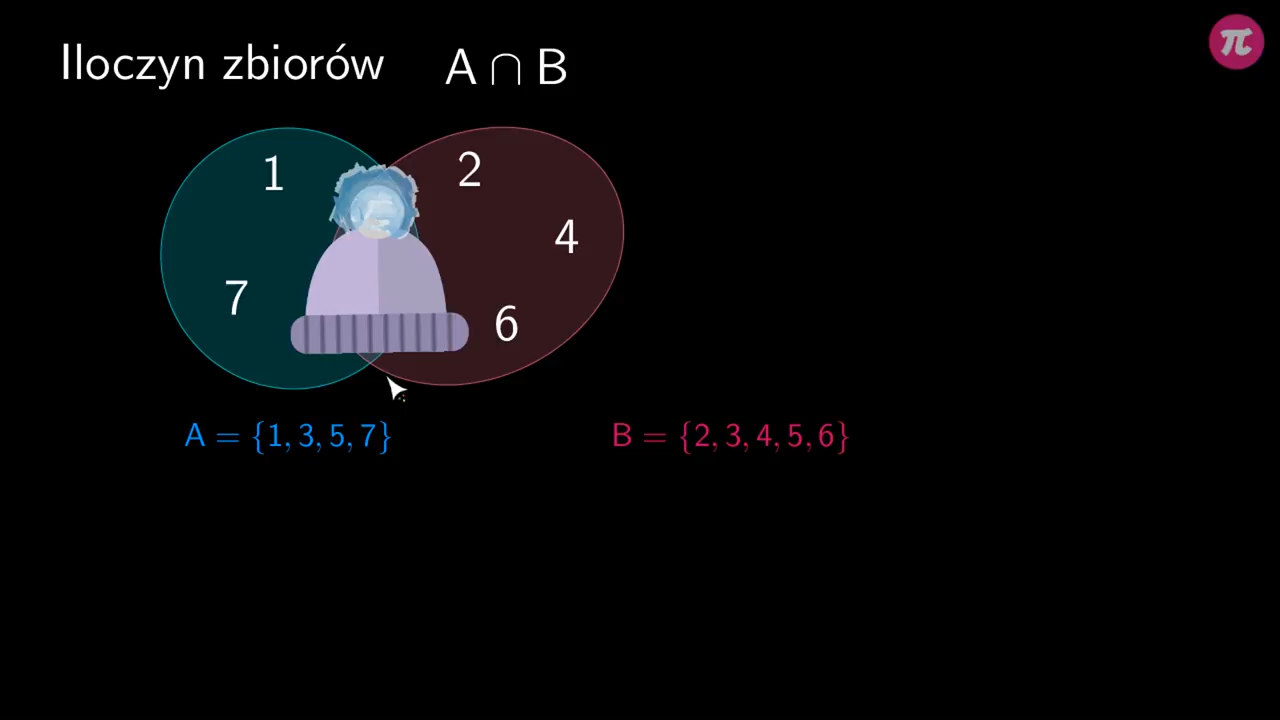 Iloczyn zbiorów A ∩ B
π
1 2
4
7
6
A = {1, 3, 5, 7} B = {2, 3, 4, 5, 6}